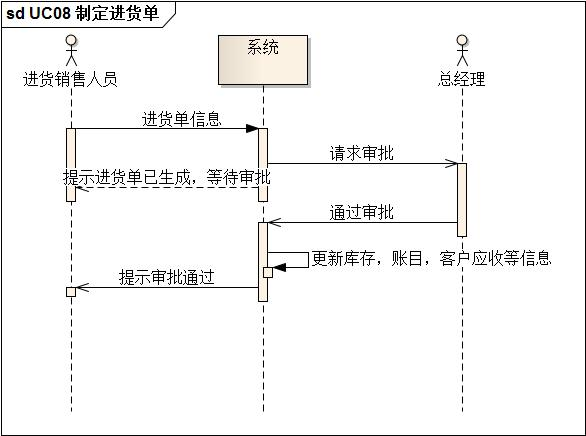 sd UC08 制定进货单
进货销售人员
系统
总经理
进货单信息
请求审批
提示进货单已生成，等待审批
通过审批
更新库存，账目，客户应收等信息
提示审批通过